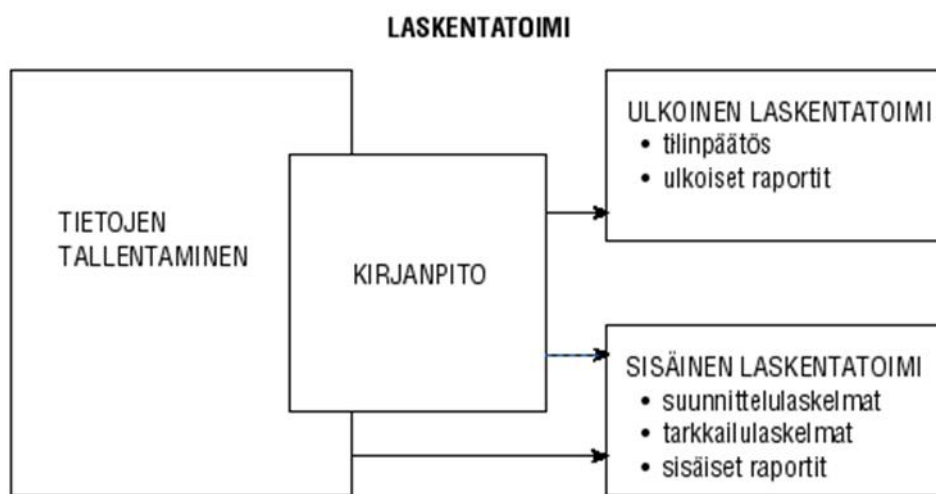 LASKENTATOIMI
TIETOJEN
TALLENTAMINEN
KIRJANPITO
ULKOINEN LASKENTATOIMI
• tilinpäätös
• ulkoiset raportit
SISÄINEN LASKENTATOIMI
• suunnittelulaskelmat
• tarkkailulaskelmat
• sisäiset raportit